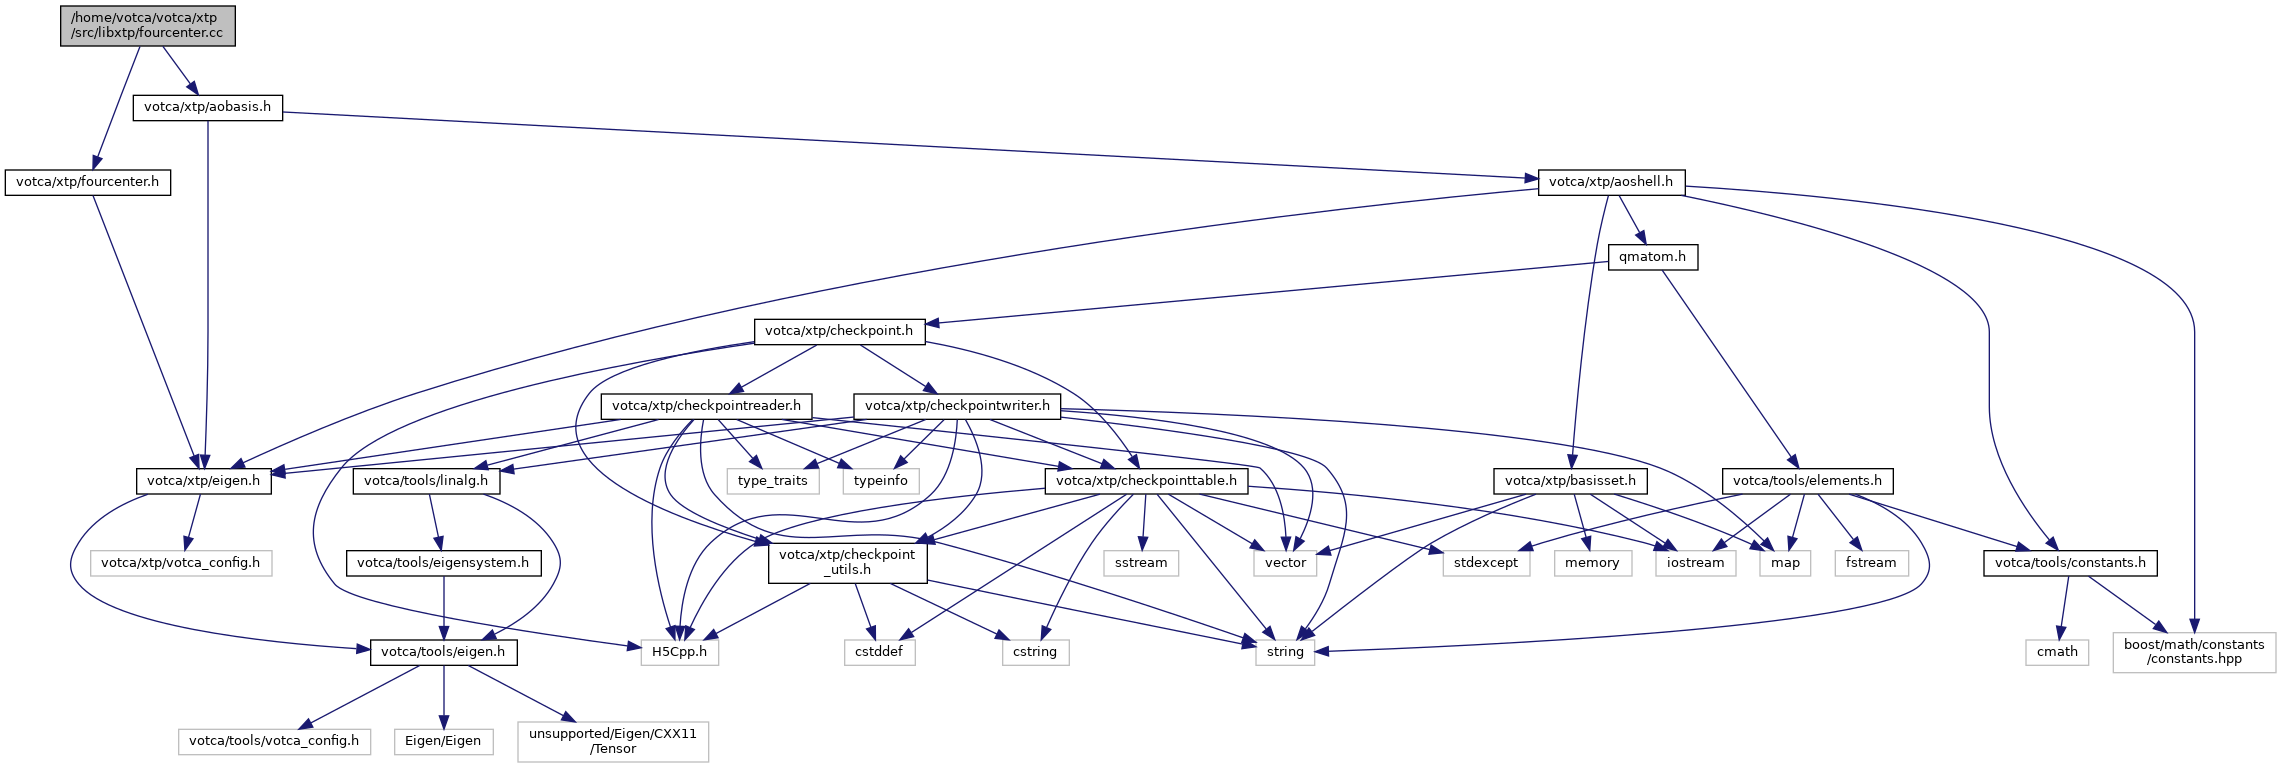 /home/votca/votca/xtp
/src/libxtp/fourcenter.cc
votca/xtp/aobasis.h
votca/xtp/fourcenter.h
votca/xtp/aoshell.h
qmatom.h
votca/xtp/checkpoint.h
votca/xtp/checkpointreader.h
votca/xtp/checkpointwriter.h
votca/xtp/eigen.h
votca/tools/linalg.h
type_traits
typeinfo
votca/xtp/checkpointtable.h
votca/xtp/basisset.h
votca/tools/elements.h
votca/xtp/votca_config.h
votca/tools/eigensystem.h
votca/xtp/checkpoint
_utils.h
sstream
vector
stdexcept
memory
iostream
map
fstream
votca/tools/constants.h
votca/tools/eigen.h
H5Cpp.h
cstddef
cstring
string
cmath
boost/math/constants
/constants.hpp
votca/tools/votca_config.h
Eigen/Eigen
unsupported/Eigen/CXX11
/Tensor